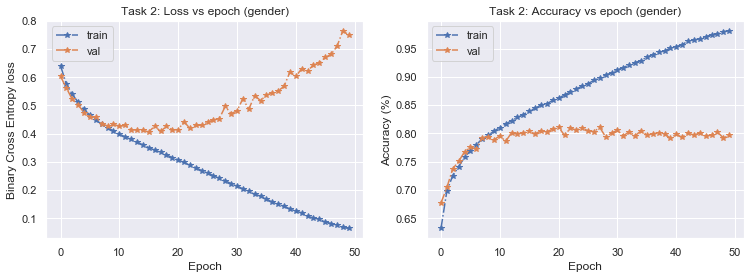 Task 2: Loss vs epoch (gender)
0.8
0.7
0.6
0.5
0.4
0.3
0.2
0.1
Binary Cross Entropy loss
train
val
0
10
20
30
40
50
Epoch
Task 2: Accuracy vs epoch (gender)
0.95
0.90
0.85
0.80
0.75
0.70
0.65
Accuracy (%)
train
val
0
10
20
30
40
50
Epoch